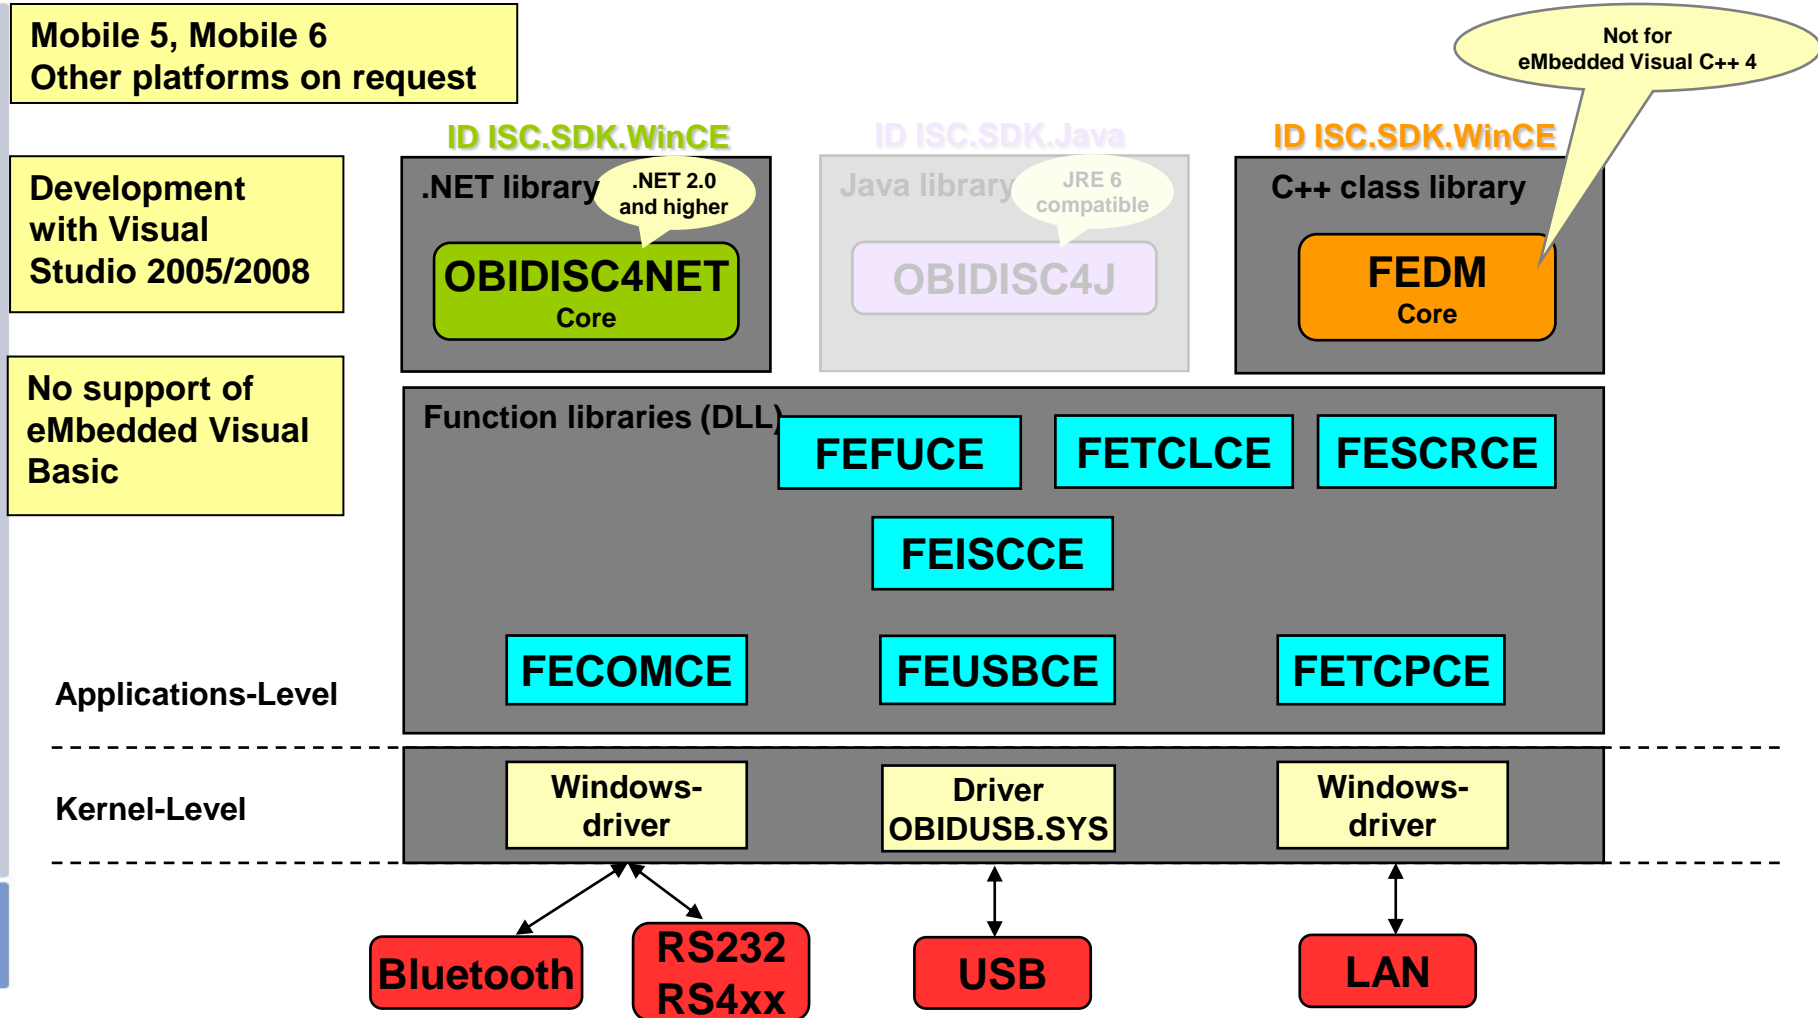 Mobile 5, Mobile 6
Other platforms on request
Not for
eMbedded Visual C++ 4
ID ISC.SDK.WinCE
ID ISC.SDK.Java
ID ISC.SDK.WinCE
Development
with Visual
Studio 2005/2008
.NET library
.NET 2.0
and higher
OBIDISC4NET
Core
Java library
JRE 6
compatible
OBIDISC4J
C++ class library
FEDM
Core
No support of
eMbedded Visual
Basic
Function libraries (DLL)
FEFUCE
FETCLCE
FESCRCE
FEISCCE
FECOMCE
FEUSBCE
FETCPCE
Applications-Level
Kernel-Level
Windows-
driver
Driver
OBIDUSB.SYS
Windows-
driver
Bluetooth
RS232
RS4xx
USB
LAN